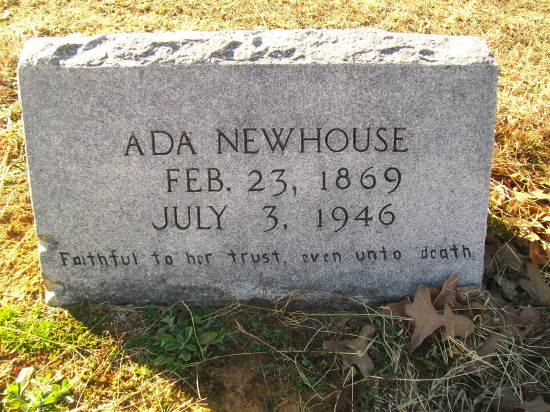 ADA NEWHOUSE
FEB. 23, 1869
JULY 3, 1946
Faithful to her trust, even unto death.